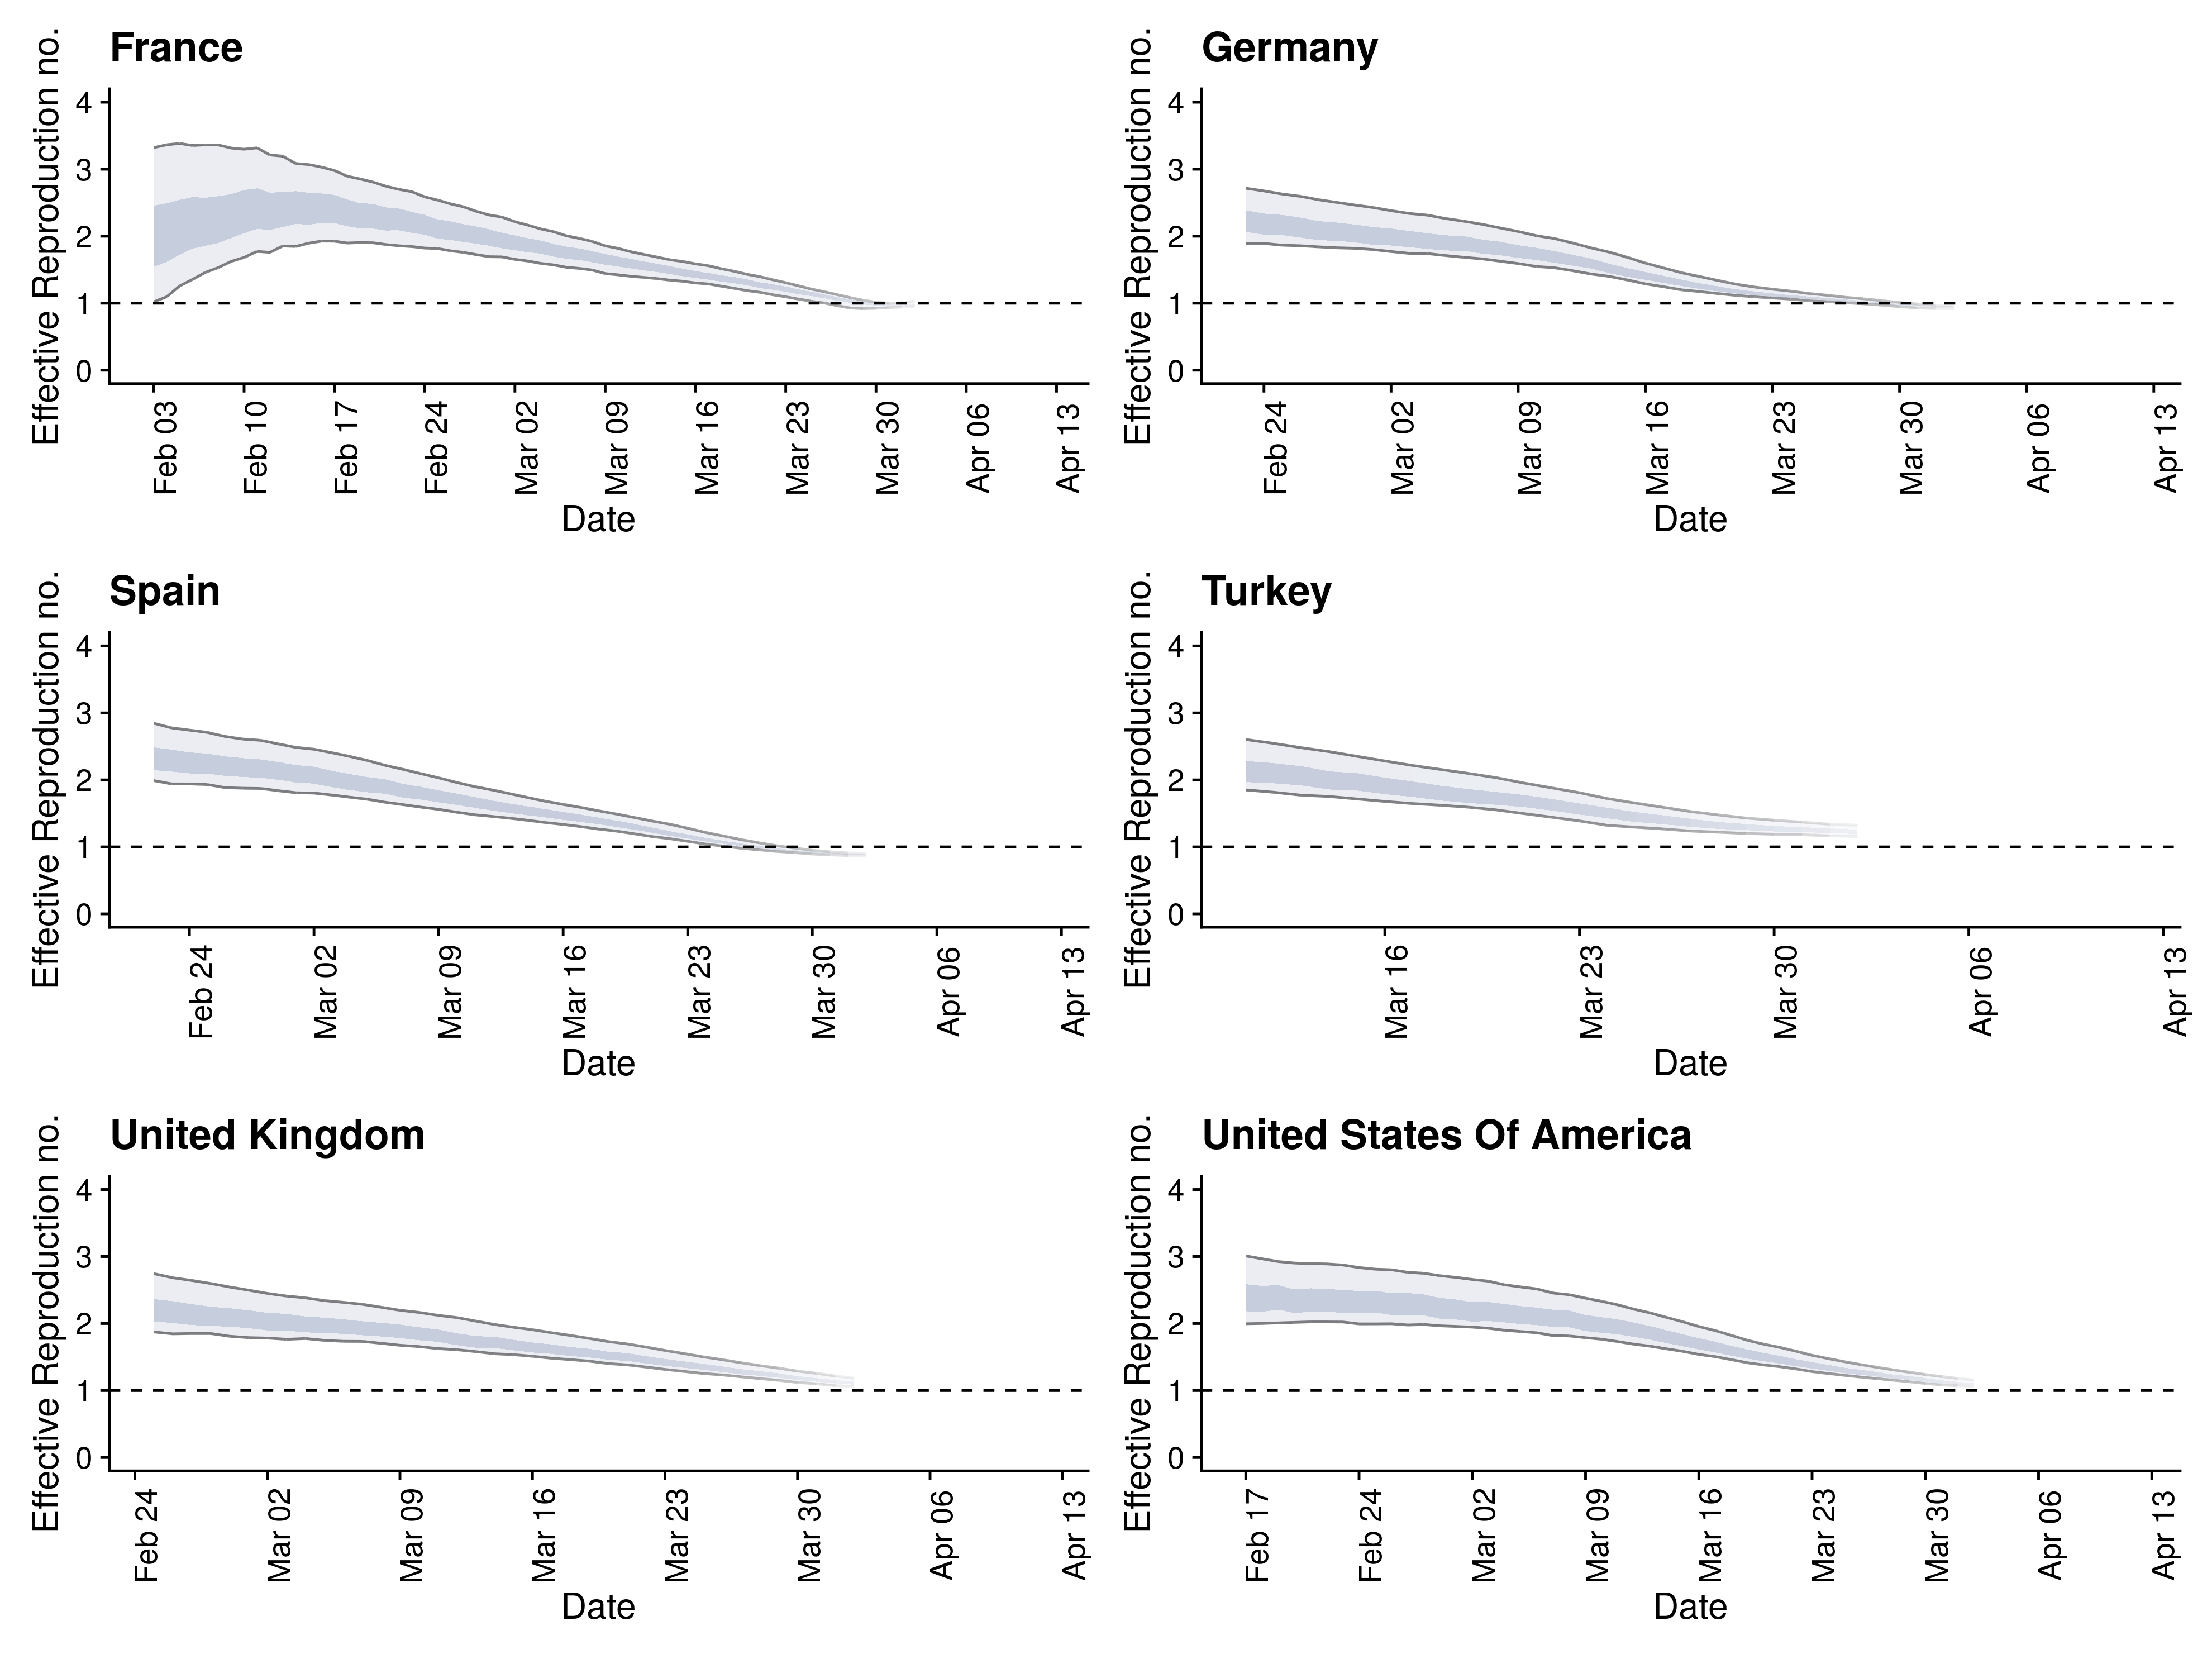 France
Effective Reproduction no.
4
3
2
1
0
Feb 03
Feb 10
Feb 17
Feb 24
Mar 02
Mar 09
Mar 16
Mar 23
Mar 30
Apr 06
Apr 13
Date
Germany
Effective Reproduction no.
4
3
2
1
0
Feb 24
Mar 02
Mar 09
Mar 16
Mar 23
Mar 30
Apr 06
Apr 13
Date
Spain
Effective Reproduction no.
4
3
2
1
0
Feb 24
Mar 02
Mar 09
Mar 16
Mar 23
Mar 30
Apr 06
Apr 13
Date
Turkey
Effective Reproduction no.
4
3
2
1
0
Mar 16
Mar 23
Mar 30
Apr 06
Apr 13
Date
United Kingdom
Effective Reproduction no.
4
3
2
1
0
Feb 24
Mar 02
Mar 09
Mar 16
Mar 23
Mar 30
Apr 06
Apr 13
Date
United States Of America
Effective Reproduction no.
4
3
2
1
0
Feb 17
Feb 24
Mar 02
Mar 09
Mar 16
Mar 23
Mar 30
Apr 06
Apr 13
Date